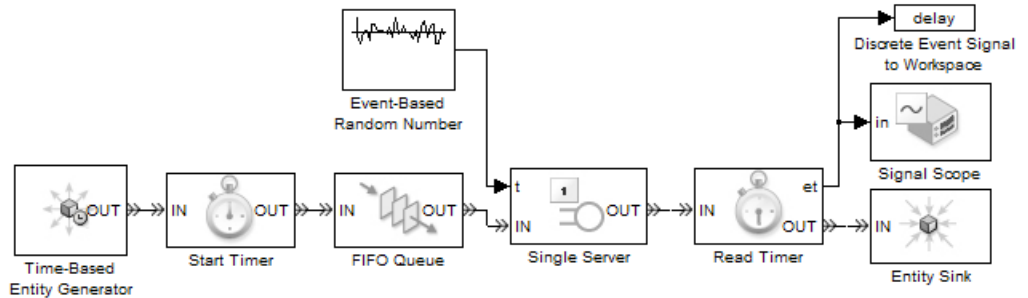 delay
Discrete Event Signal
to Workspace
Event-Based
Random Number
in
Signal Scope
OUT
Time-Based
Entity Generator
IN
OUT
Start Timer
IN
OUT
FIFO Queue
t
IN
1
OUT
Single Server
IN
et
OUT
Read Timer
IN
Entity Sink